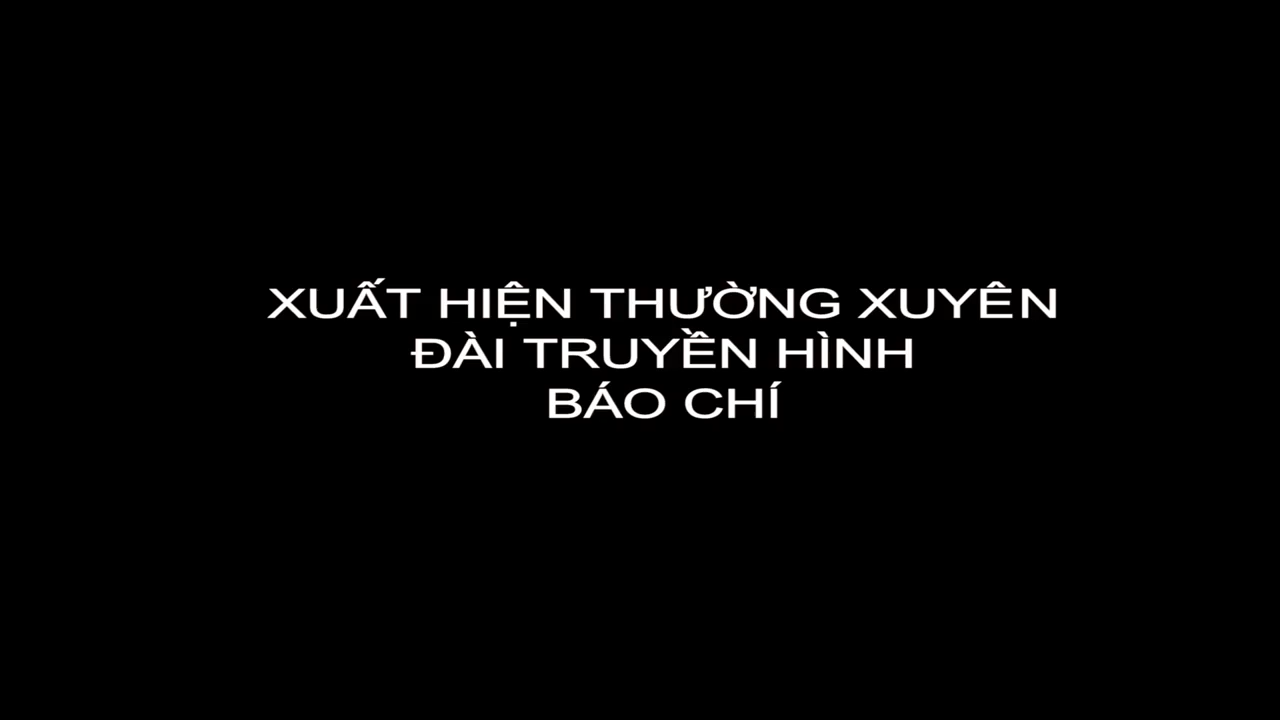 XUẤT HIỆN THƯỜNG XUYÊN
ĐÀI TRUYỀN HÌNH
BÁO CHÍ